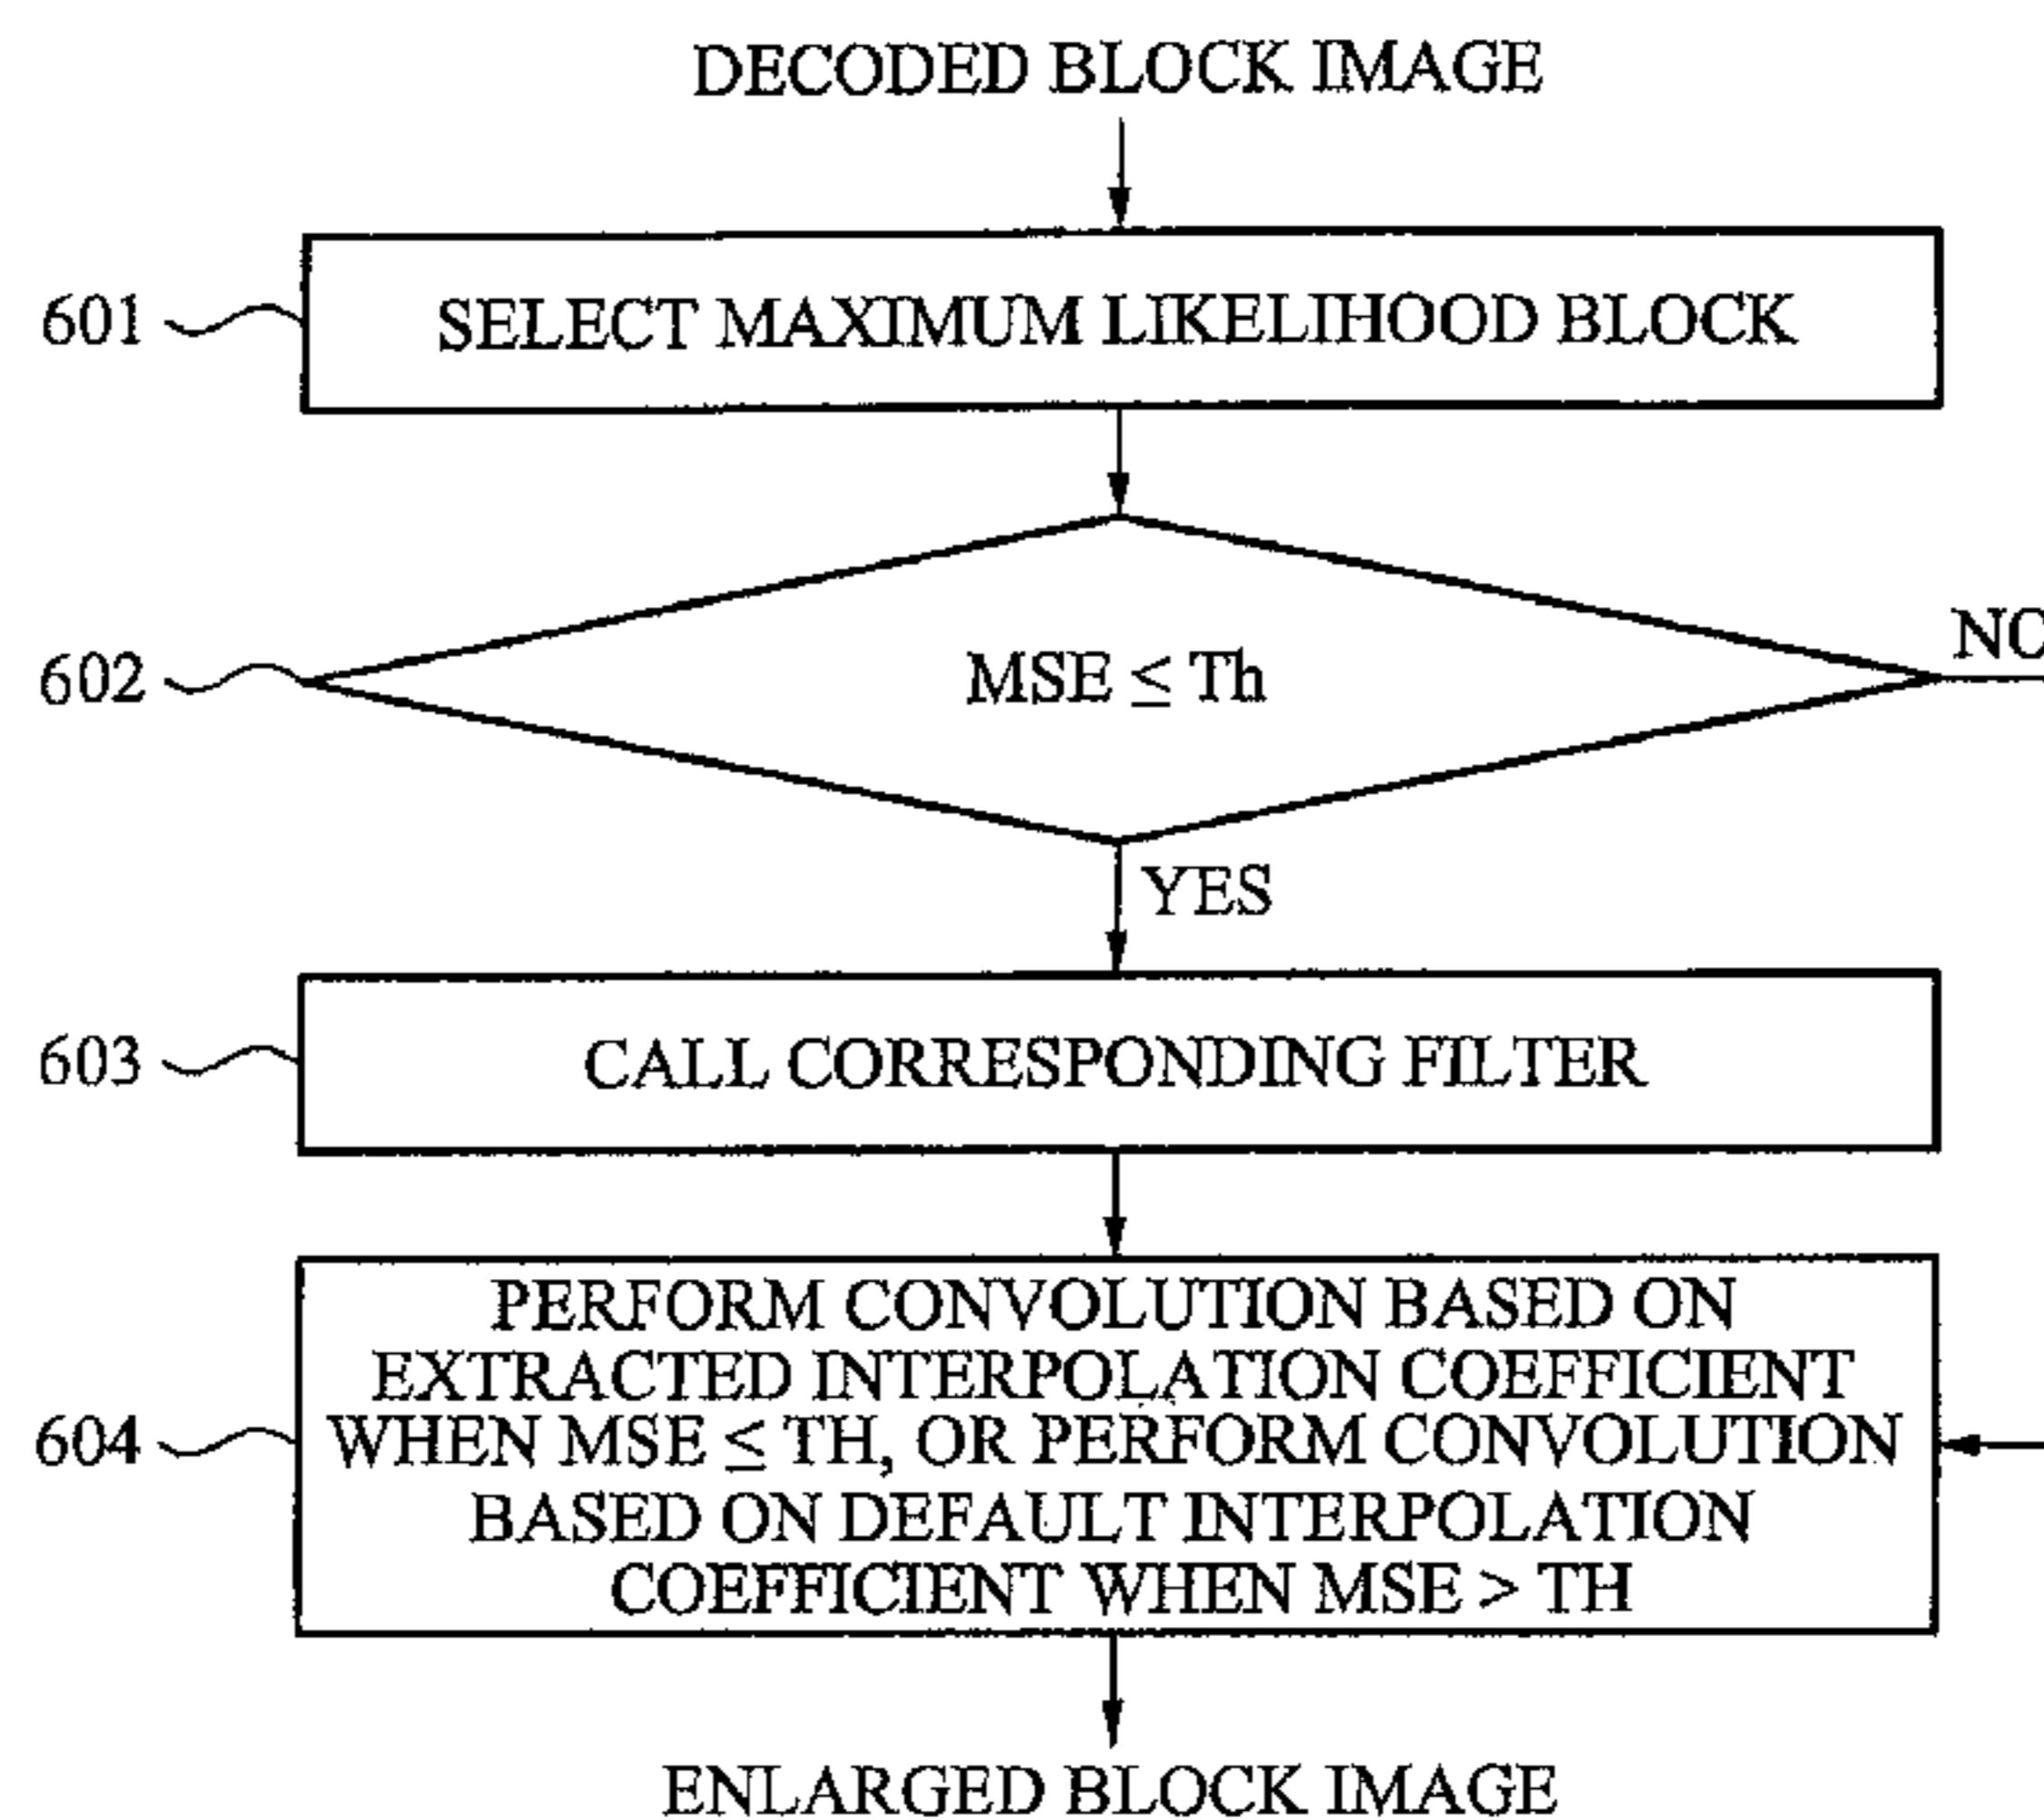 DECODED BLOCK IMAGE
601
SELECT MAXIMUM LIKELIHOOD BLOCK
602
MSE ≤ Th
NO
YES
603
CALL CORRESPONDING FILTER
604
PERFORM CONVOLUTION BASED ON
EXTRACTED INTERPOLATION COEFFICIENT
WHEN MSE ≤ TH, OR PERFORM CONVOLUTION
BASED ON DEFAULT INTERPOLATION
COEFFICIENT WHEN MSE > TH
ENLARGED BLOCK IMAGE